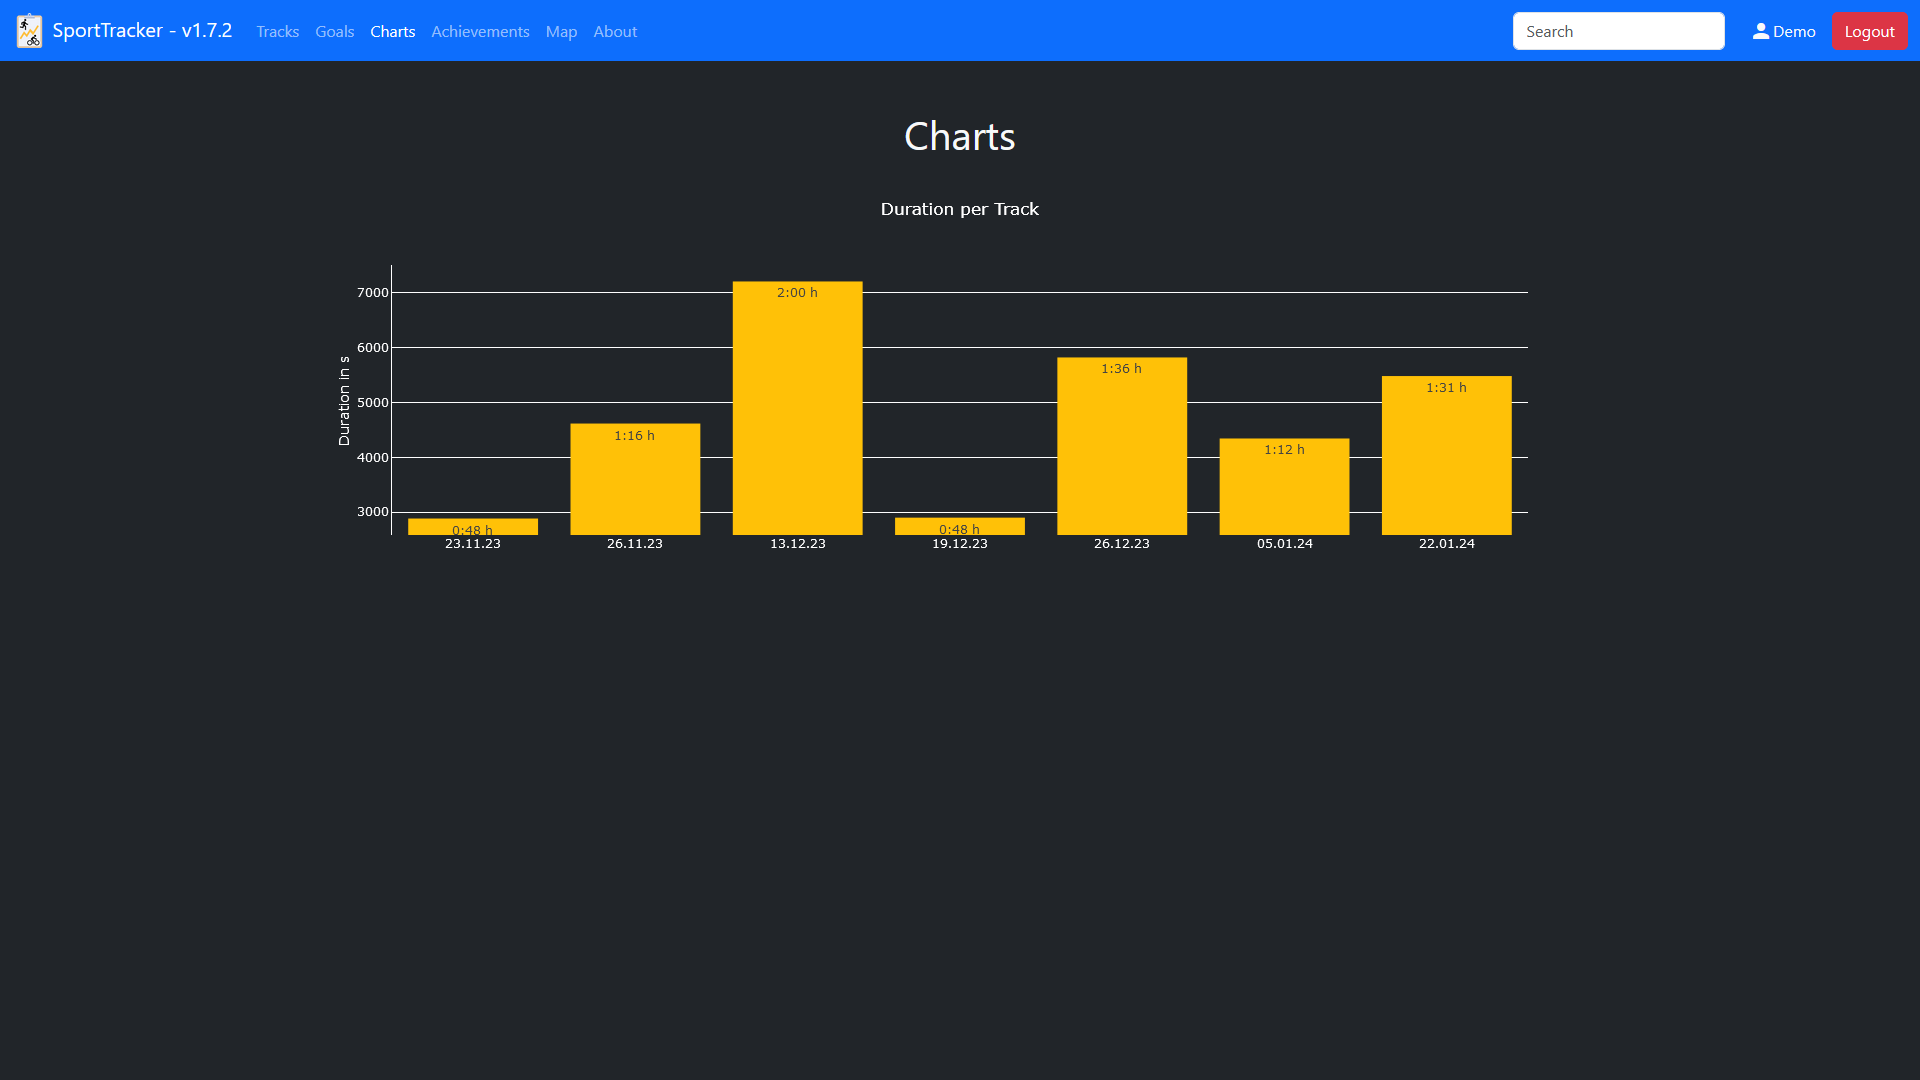 SportTracker - v1.7.2 Tracks Goals Charts Achievements Map About Search Demo Logout
Charts
Duration per Track
Duration in s
7000
6000
5000
4000
3000
0:48 h
1:16 h
2:00 h
0:48 h
1:36 h
1:12 h
1:31 h
23.11.23 26.11.23 13.12.23 19.12.23 26.12.23 05.01.24 22.01.24